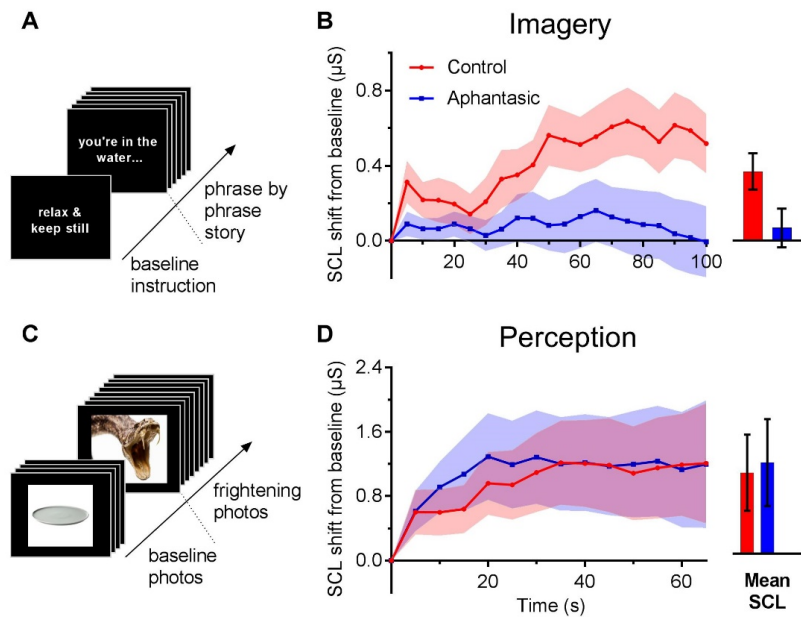 A
you're in the
water...
relax &
keep still
phrase by
phrase
story
baseline
instruction
B
Imagery
SCL shift from baseline (µS)
0.8
0.4
0.0
Control
Aphantasic
20
40
60
80
100
C
frightening
photos
baseline
photos
D
Perception
SCL shift from baseline (µS)
2.4
1.6
0.8
0.0
20
40
60
Time (s)
Mean
SCL